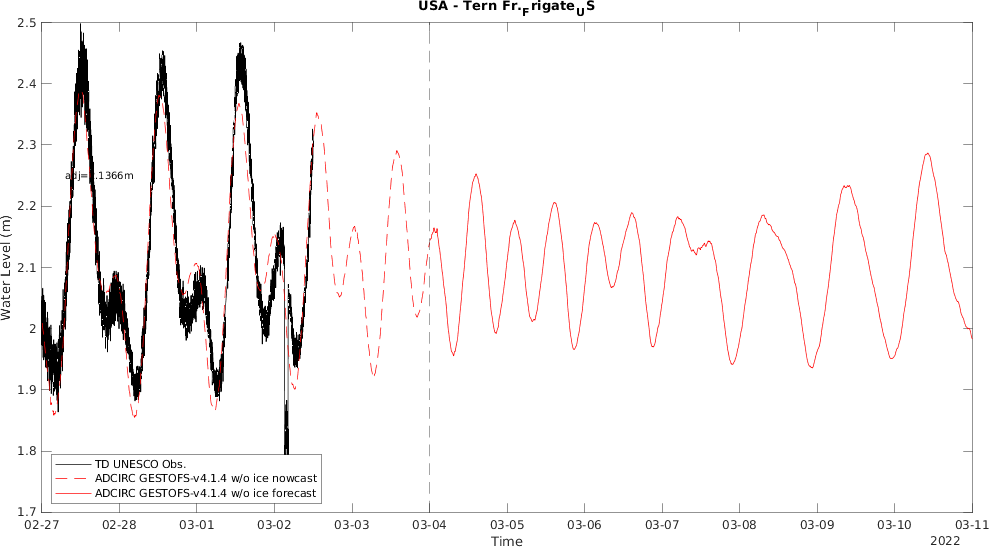 USA - Tern Fr.FrigateUS
2.5
2.4
2.3
adj= .1366m
2.2
2.1
2
1.9
1.8
1.7
Water Level (m)
TD UNESCO Obs.
ADCIRC GESTOFS-v4.1.4 w/o ice nowcast
ADCIRC GESTOFS-v4.1.4 w/o ice forecast
02-27 02-28 03-01 03-02 03-03 03-04 03-05 03-06 03-07 03-08 03-09 03-10 03-11
Time
2022